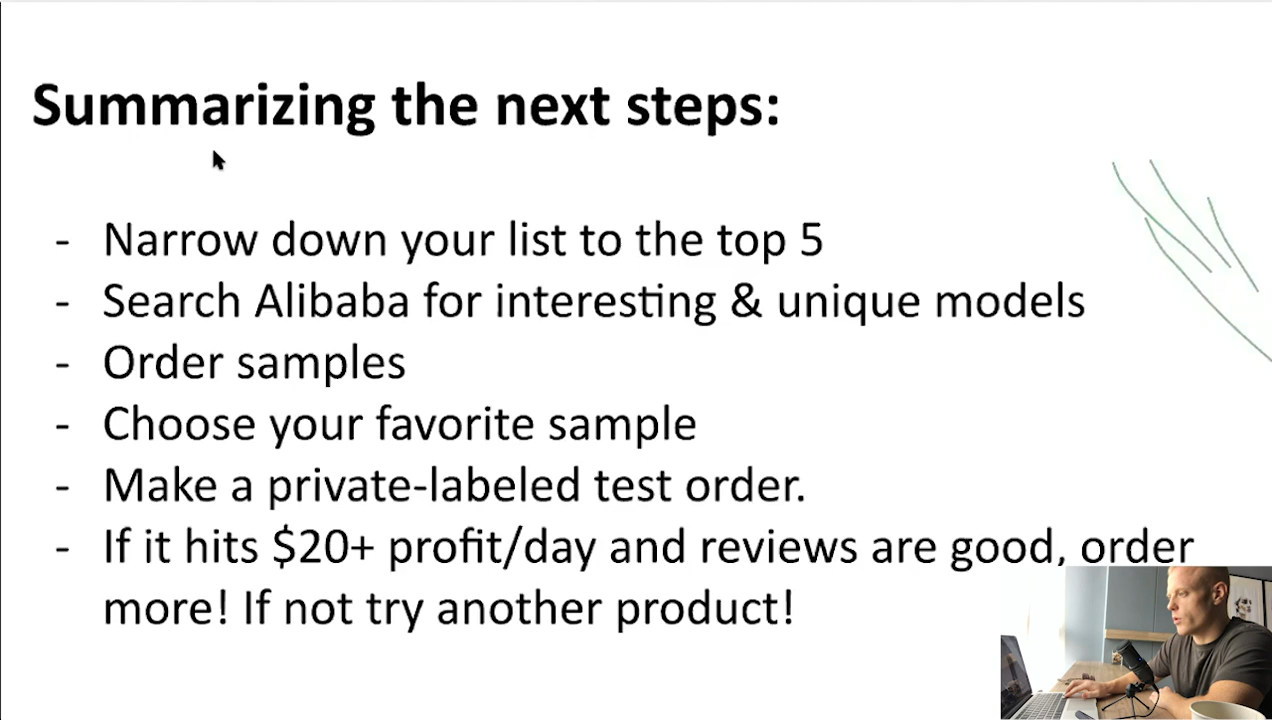 Summarizing the next steps:
- Narrow down your list to the top 5
- Search Alibaba for interesting & unique models
- Order samples
- Choose your favorite sample
- Make a private-labeled test order.
- If it hits $20+ profit/day and reviews are good, order
more! If not try another product!